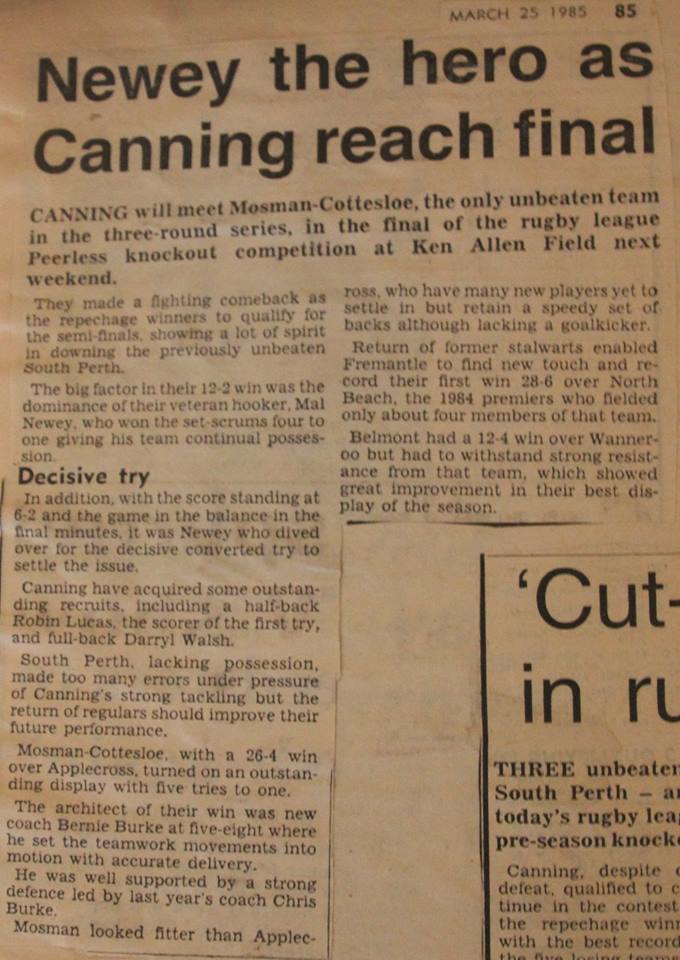 MARCH 25 1985 85
Newey the hero as
Canning reach final
CANNING will meet Mosman-Cottesloe, the only unbeaten team
in the three-round series, in the final of the rugby league
Peerless knockout competition at Ken Allen Field next
weekend.
They made a fighting comeback as
the repechage winners to qualify for
the semi-finals, showing a lot of spirit
in downing the previously unbeaten
South Perth.
The big factor in their 12-2 win was the
dominance of their veteran hooker, Mal
Newey, who won the set-scrums four to
one giving his team continual posses-
sion.
Decisive try
In addition, with the score standing at
6-2 and the game in the balance in the
final minutes, it was Newey who dived
over for the decisive converted try to
settle the issue.
Canning have acquired some outstan-
ding recruits, including a half-back
Robin Lucas, the scorer of the first try,
and full-back Darryl Walsh.
South Perth, lacking possession,
made too many errors under pressure
of Canning's strong tackling but the
return of regulars should improve their
future performance.
Mosman-Cottesloe, with a 26-4 win
over Applecross, turned on an outstan-
ding display with five tries to one.
The architect of their win was new
coach Bernie Burke at five-eight where
he set the teamwork movements into
motion with accurate delivery.
He was well supported by a strong
defence led by last year's coach Chris
Burke.
Mosman looked fitter than Applec-
ross, who have many new players yet to
settle in but retain a speedy set of
backs although lacking a goalkicker.
Return of former stalwarts enabled
Fremantle to find new touch and re-
cord their first win 28-6 over North
Beach, the 1984 premiers who fielded
only about four members of that team.
Belmont had a 12-4 win over Wanner-
oo but had to withstand strong resist-
ance from that team, which showed
great improvement in their best dis-
play of the season.
'Cut-
in ru
THREE unbeaten
South Perth — a
today's rugby leag
pre-season knock
Canning, despite
defeat, qualified to c
tinue in the contest
the repechage winn
with the best record
the five losing teams